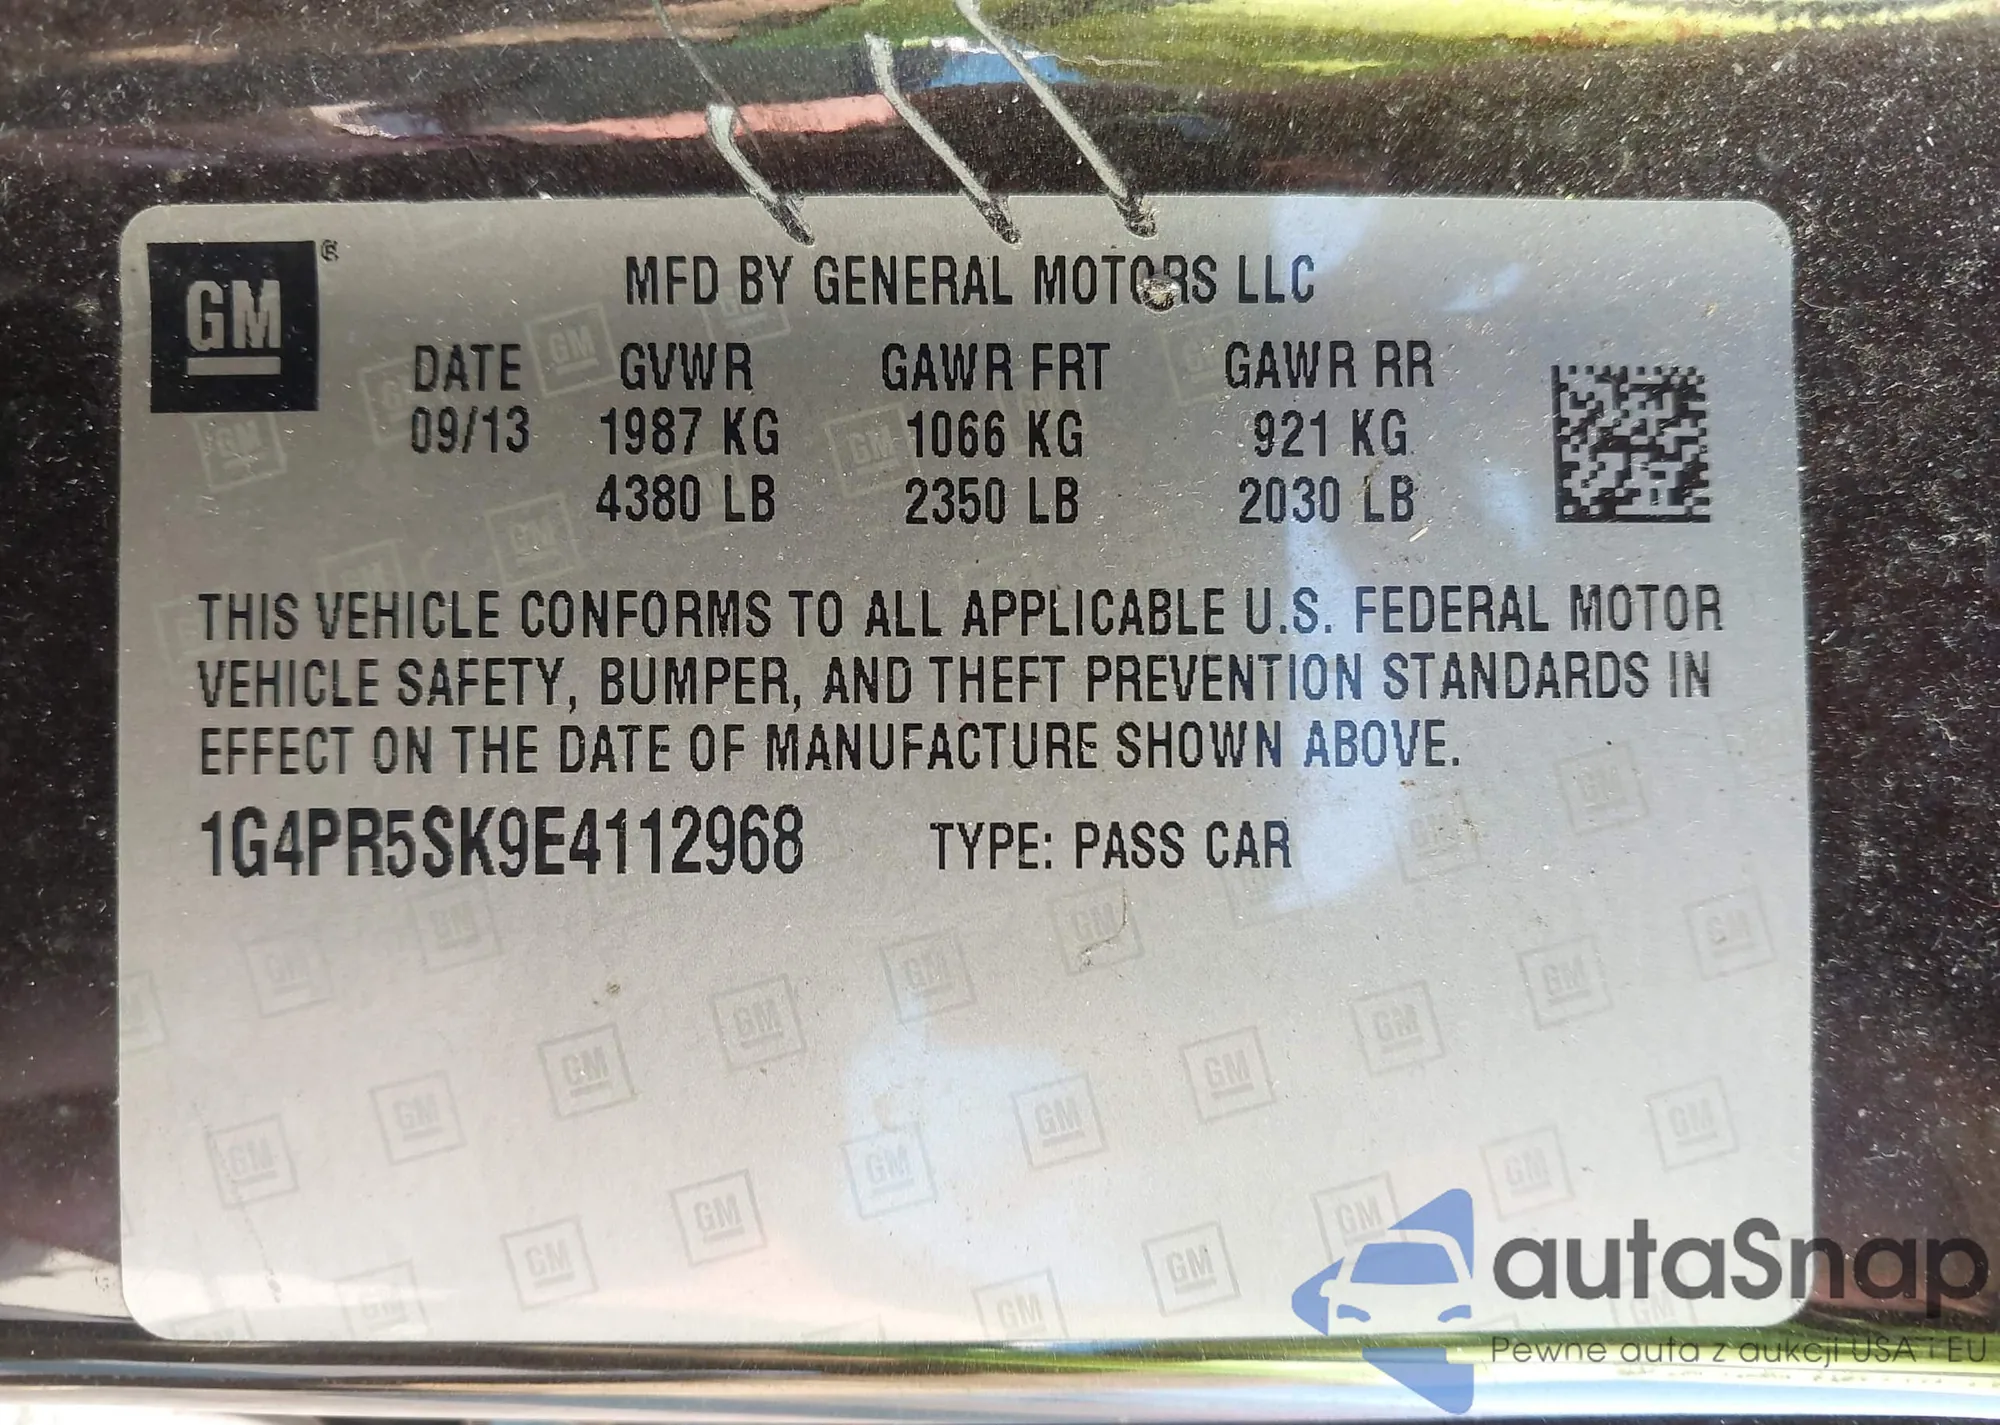 GM®
MFD BY GENERAL MOTORS LLC
DATE GVWR GAWR FRT GAWR RR
09/13 1987 KG 1066 KG 921 KG
4380 LB 2350 LB 2030 LB
THIS VEHICLE CONFORMS TO ALL APPLICABLE U.S. FEDERAL MOTOR
VEHICLE SAFETY, BUMPER, AND THEFT PREVENTION STANDARDS IN
EFFECT ON THE DATE OF MANUFACTURE SHOWN ABOVE.
1G4PR5SK9E4112968 TYPE: PASS CAR
autaSnap
Pewne auta z aukcji USA i EU